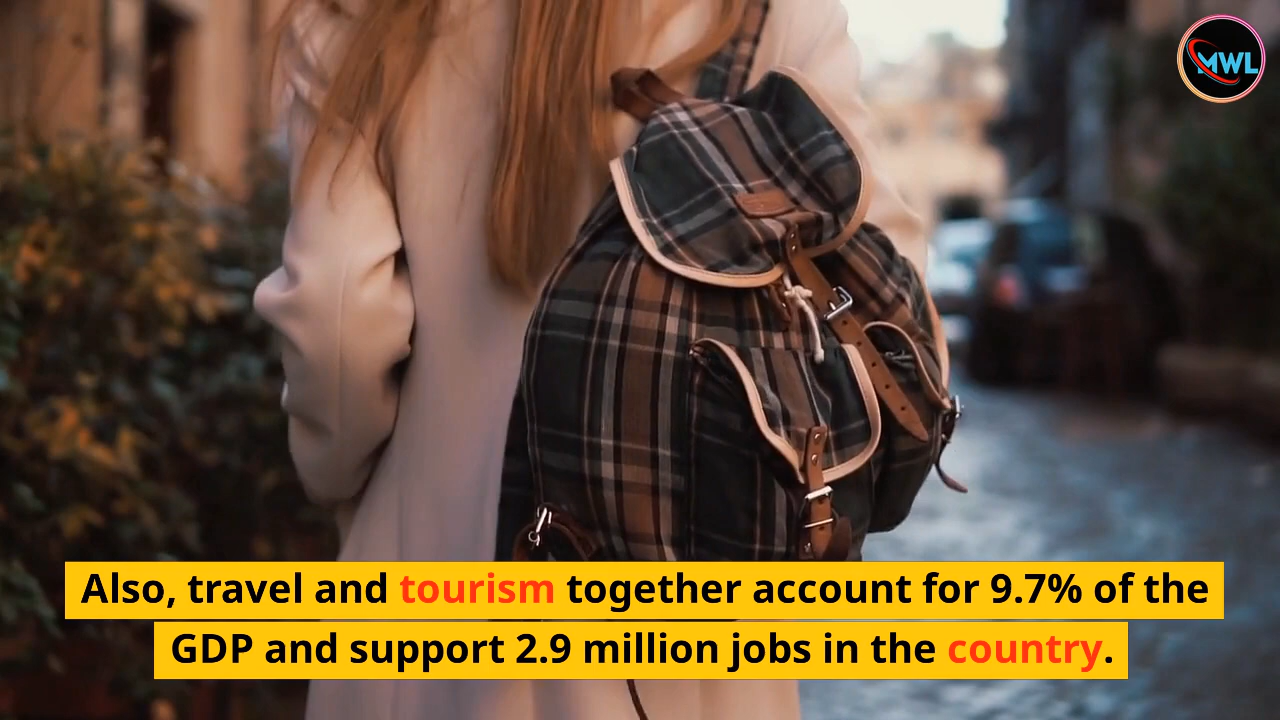 MWL
Also, travel and tourism together account for 9.7% of the
GDP and support 2.9 million jobs in the country.